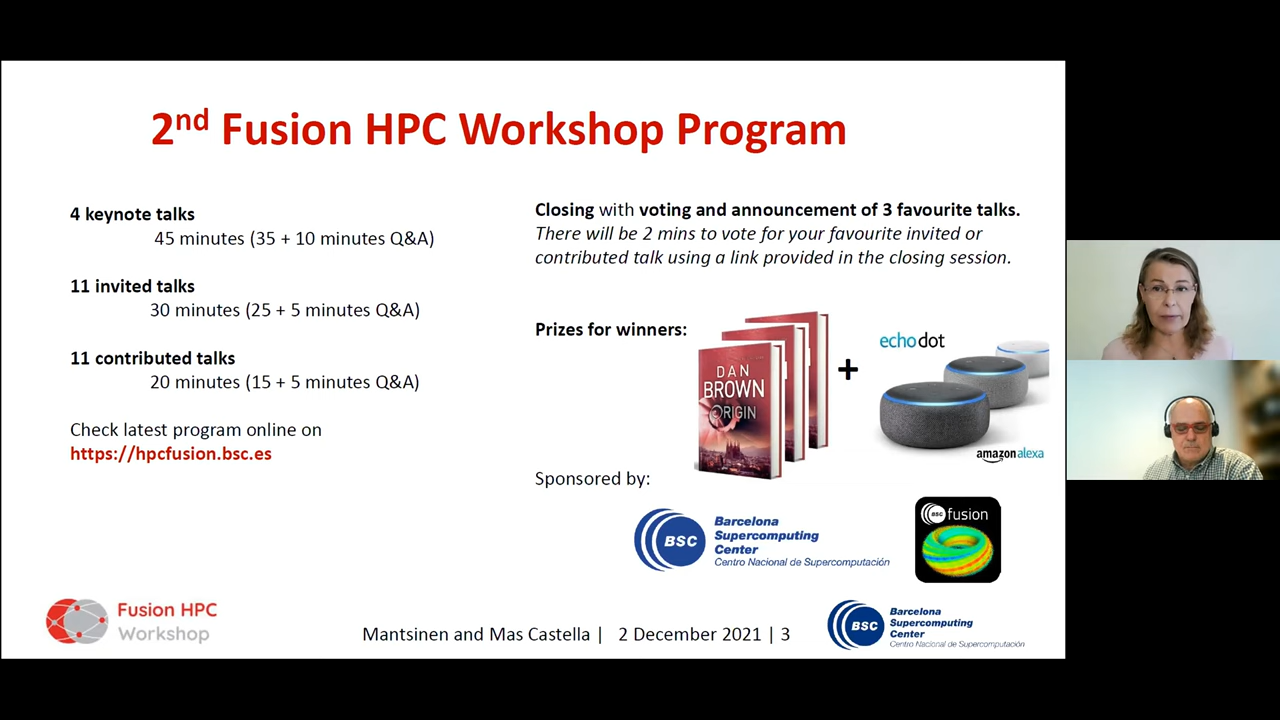 2nd Fusion HPC Workshop Program
4 keynote talks
45 minutes (35 + 10 minutes Q&A)
11 invited talks
30 minutes (25 + 5 minutes Q&A)
11 contributed talks
20 minutes (15 + 5 minutes Q&A)
Check latest program online on
https://hpcfusion.bsc.es
Closing with voting and announcement of 3 favourite talks.
There will be 2 mins to vote for your favourite invited or
contributed talk using a link provided in the closing session.
Prizes for winners:
DAN
BROWN
ORIGIN
+
echo dot
amazon alexa
Sponsored by:
BSC
Barcelona
Supercomputing
Center
Centro Nacional de Supercomputación
BSC fusion
Fusion HPC
Workshop
Mantsinen and Mas Castella | 2 December 2021 | 3
BSC
Barcelona
Supercomputing
Center
Centro Nacional de Supercomputación